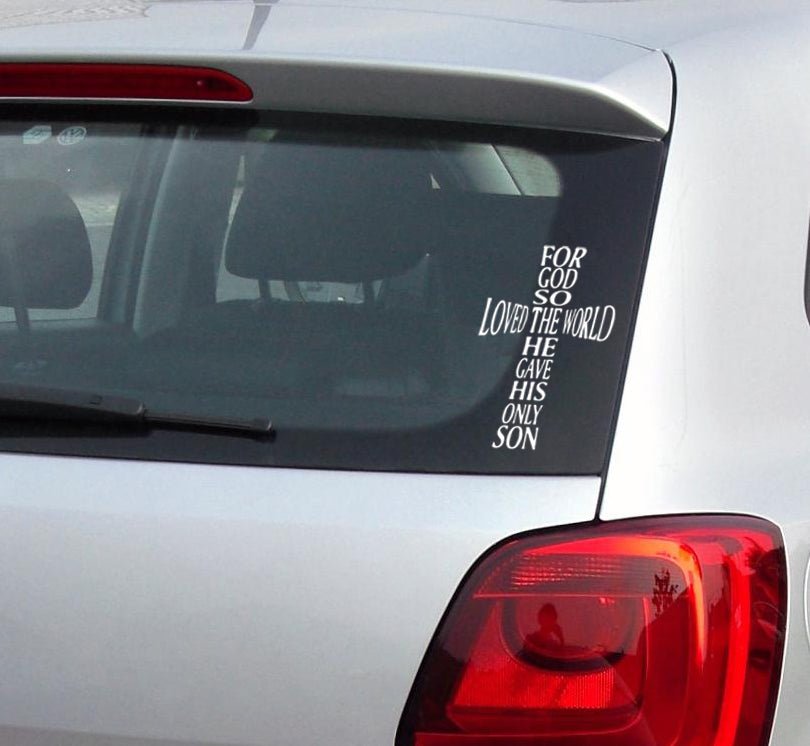 FOR
GOD
SO
LOVED THE WORLD
HE
GAVE
HIS
ONLY
SON